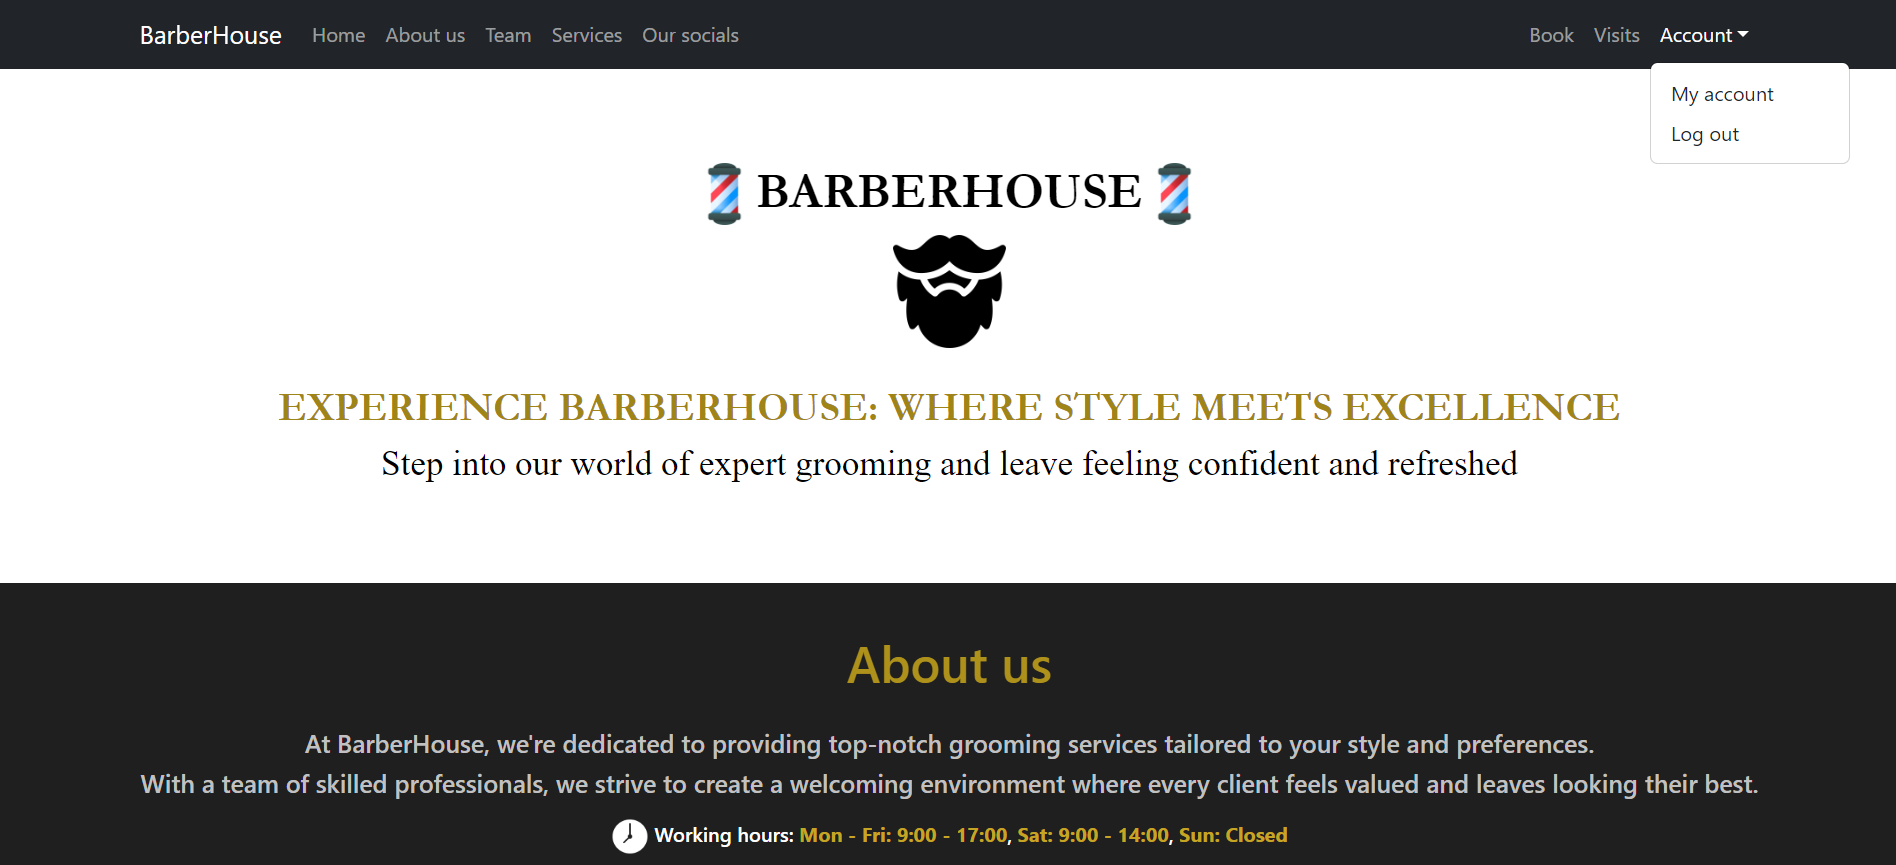 BarberHouse Home About us Team Services Our socials Book Visits Account
My account
Log out
BARBERHOUSE
EXPERIENCE BARBERHOUSE: WHERE STYLE MEETS EXCELLENCE
Step into our world of expert grooming and leave feeling confident and refreshed
About us
At BarberHouse, we're dedicated to providing top-notch grooming services tailored to your style and preferences.
With a team of skilled professionals, we strive to create a welcoming environment where every client feels valued and leaves looking their best.
Working hours: Mon - Fri: 9:00 - 17:00, Sat: 9:00 - 14:00, Sun: Closed